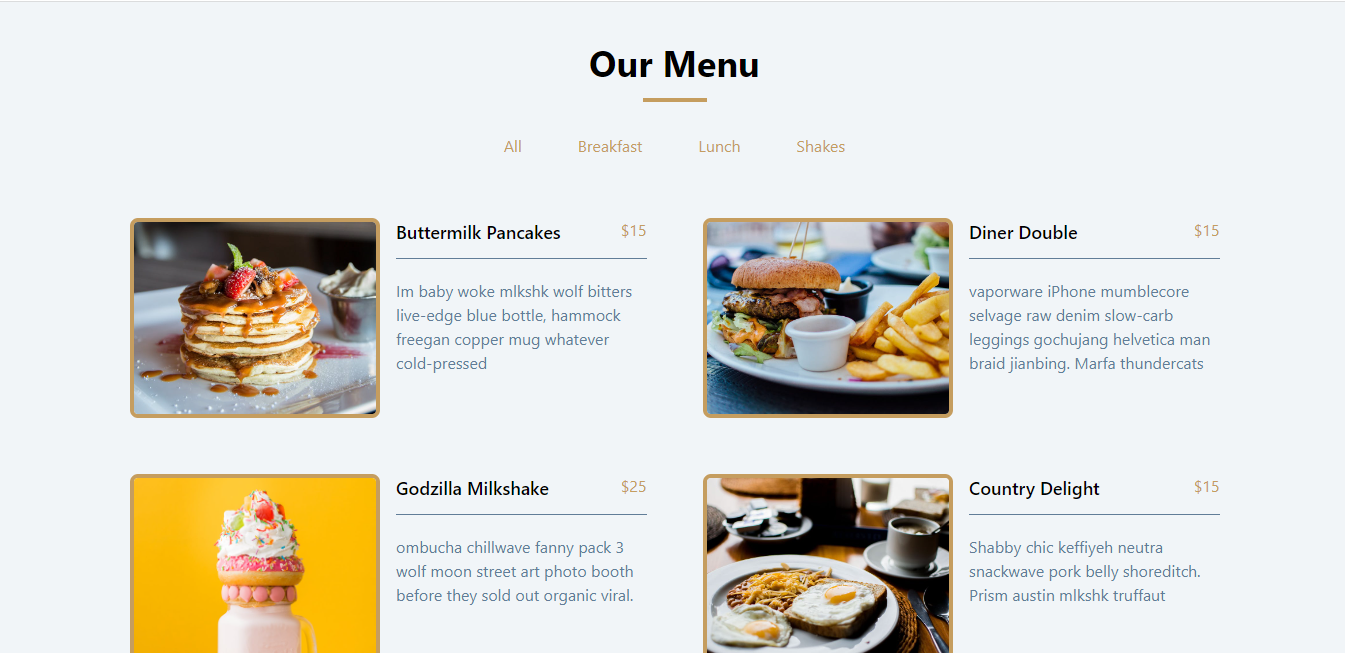 Our Menu
All Breakfast Lunch Shakes
Buttermilk Pancakes $15
Im baby woke mlkshk wolf bitters
live-edge blue bottle, hammock
freegan copper mug whatever
cold-pressed
Diner Double $15
vaporware iPhone mumblecore
selvage raw denim slow-carb
leggings gochujang helvetica man
braid jianbing. Marfa thundercats
Godzilla Milkshake $25
ombucha chillwave fanny pack 3
wolf moon street art photo booth
before they sold out organic viral.
Country Delight $15
Shabby chic keffiyeh neutra
snackwave pork belly shoreditch.
Prism austin mlkshk truffaut